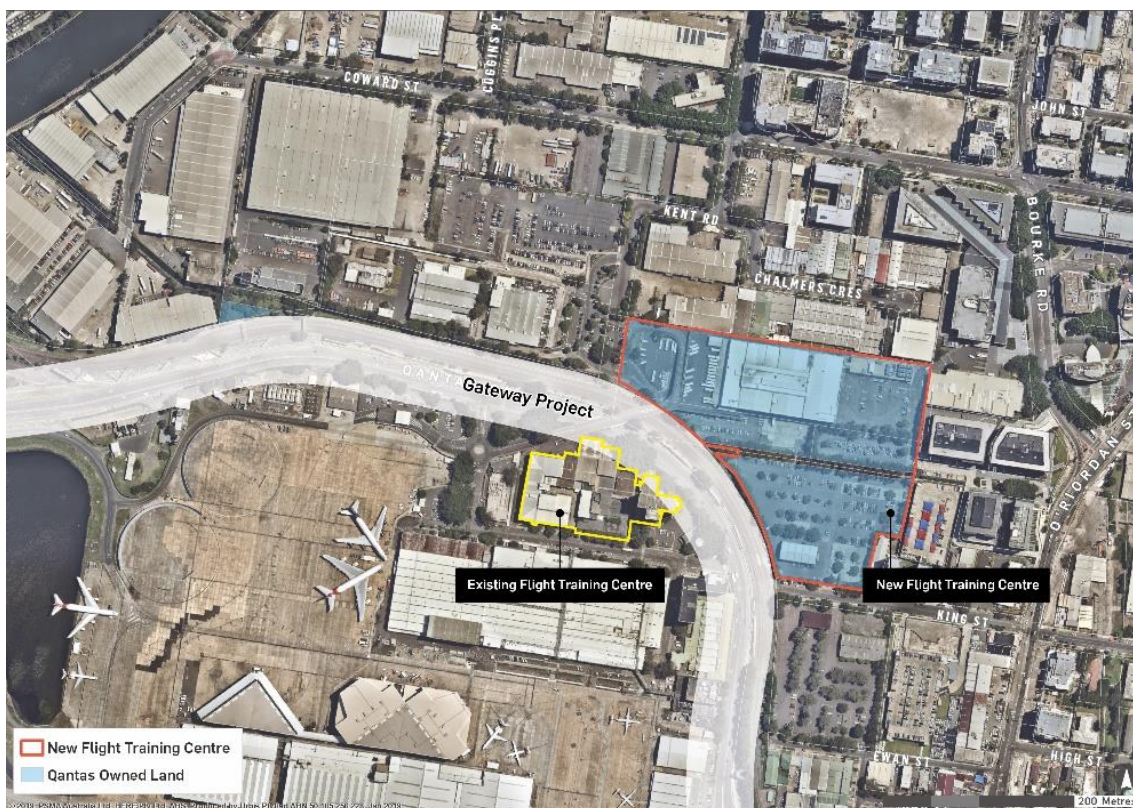 COWARD ST
COGGINS PL
JOHN ST
KENT RD
BOURKE RD
CHALMERS CRES
Gateway Project
O'RIORDAN S
Existing Flight Training Centre
New Flight Training Centre
KING ST
New Flight Training Centre
Qantas Owned Land
EWAN ST
HIGH ST
200 Metres